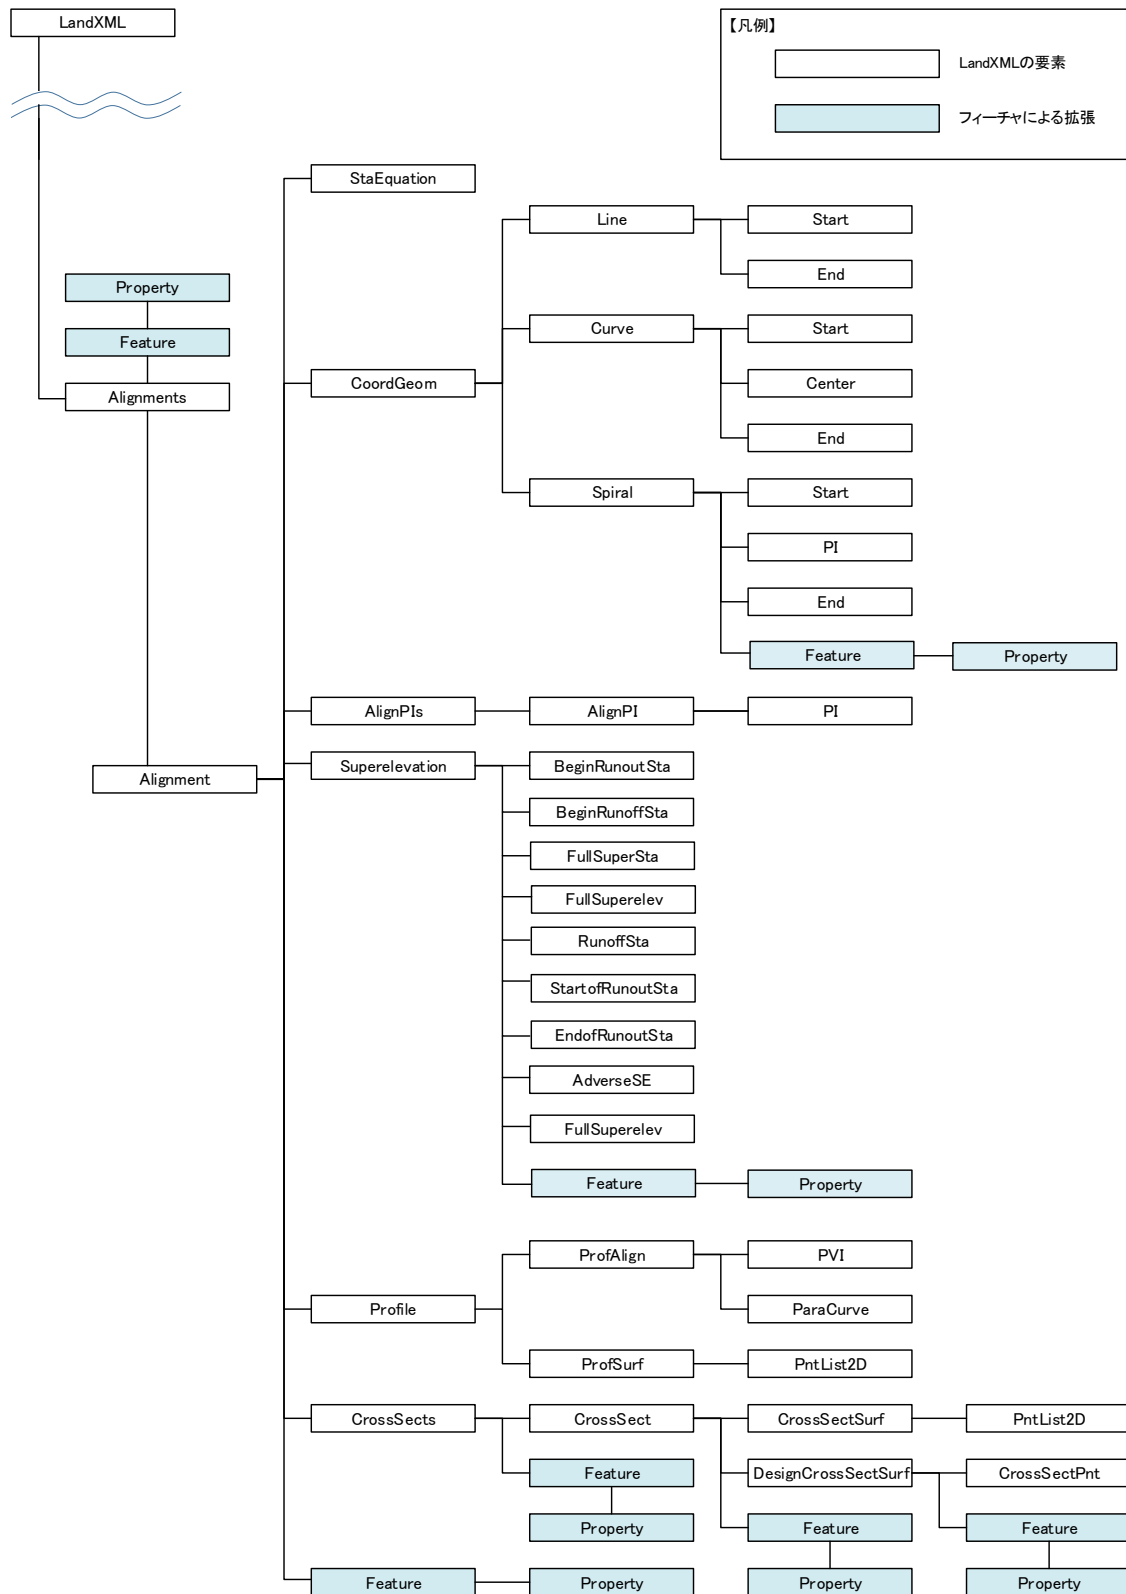 LandXML
【凡例】
LandXMLの要素
フィーチャによる拡張
StaEquation
Line
Start
End
Property
Feature
Alignments
Curve
Start
CoordGeom
Center
End
Spiral
Start
PI
End
Feature
Property
AlignPIs
AlignPI
PI
Alignment
Superelevation
BeginRunoutSta
BeginRunoffSta
FullSuperSta
FullSuperelev
RunoffSta
StartofRunoutSta
EndofRunoutSta
AdverseSE
FullSuperelev
Feature
Property
ProfAlign
PVI
Profile
ParaCurve
ProfSurf
PntList2D
CrossSects
CrossSect
CrossSectSurf
PntList2D
Feature
DesignCrossSectSurf
CrossSectPnt
Property
Feature
Feature
Feature
Property
Property
Property